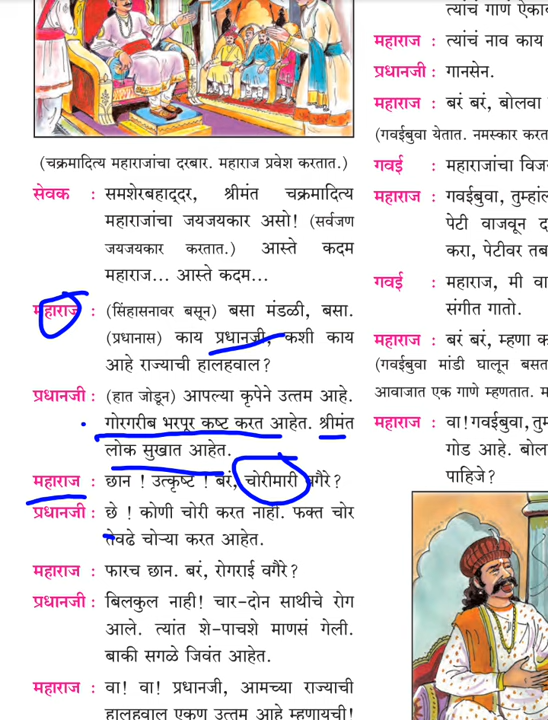 (चक्रमादित्य महाराजांचा दरबार. महाराज प्रवेश करतात.)
सेवक : समशेरबहाद्दर, श्रीमंत चक्रमादित्य
महाराजांचा जयजयकार असो! (सर्वजण
जयजयकार करतात.) आस्ते कदम
महाराज... आस्ते कदम...
महाराज : (सिंहासनावर बसून) बसा मंडळी, बसा.
(प्रधानास) काय प्रधानजी, कशी काय
आहे राज्याची हालहवाल?
प्रधानजी : (हात जोडून) आपल्या कृपेने उत्तम आहे.
गोरगरीब भरपूर कष्ट करत आहेत. श्रीमंत
लोक सुखात आहेत.
महाराज : छान ! उत्कृष्ट ! बरं, चोरीमारी वगैरे?
प्रधानजी : छे ! कोणी चोरी करत नाही. फक्त चोर
तेवढे चोऱ्या करत आहेत.
महाराज : फारच छान. बरं, रोगराई वगैरे?
प्रधानजी : बिलकुल नाही! चार-दोन साथीचे रोग
आले. त्यांत शे-पाचशे माणसं गेली.
बाकी सगळे जिवंत आहेत.
महाराज : वा! वा! प्रधानजी, आमच्या राज्याची
हालहवाल एकूण उत्तम आहे म्हणायची!
त्यांचं गाणं
महाराज : त्यांचं नाव काय
प्रधानजी : गानसेन.
महाराज : बरं बरं, बोलवा
(गवईबुवा येतात. नमस्कार
गवई : महाराजांचा
महाराज : गवईबुवा,
पेटी वाजवून
करा, पेटीवर
गवई : महाराज, मी
संगीत गातो.
महाराज : बरं बरं, म्हणा
(गवईबुवा मांडी घालून
आवाजात एक गाणे म्हणतात.
महाराज : वा! गवईबुवा,
गोड आहे.
पाहिजे?